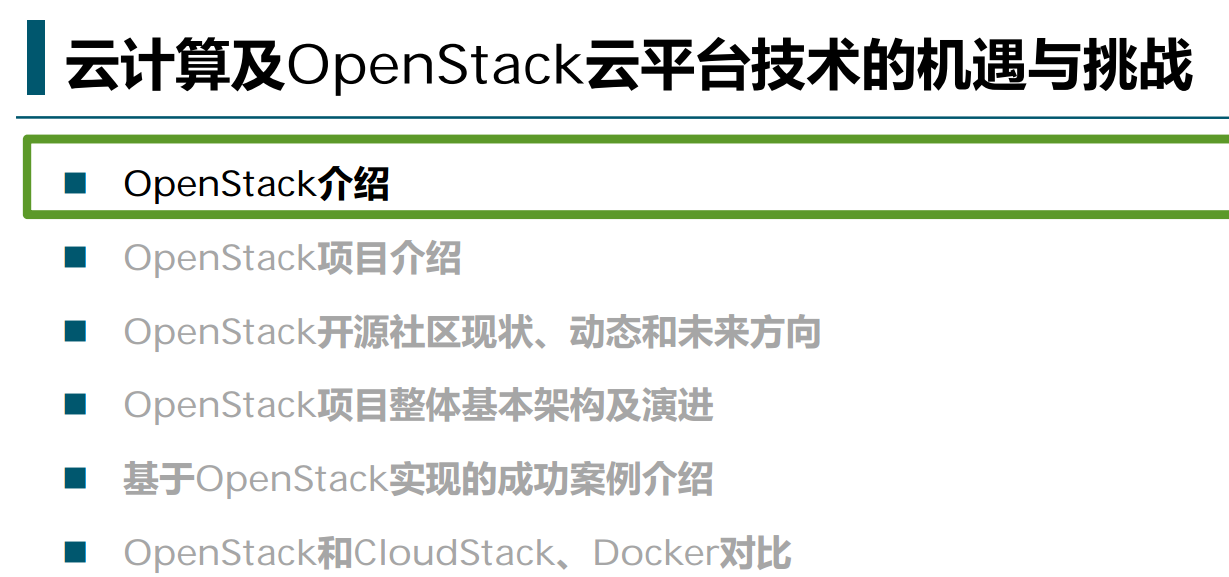 云计算及OpenStack云平台技术的机遇与挑战
OpenStack介绍
OpenStack项目介绍
OpenStack开源社区现状、动态和未来方向
OpenStack项目整体基本架构及演进
基于OpenStack实现的成功案例介绍
OpenStack和CloudStack、Docker对比